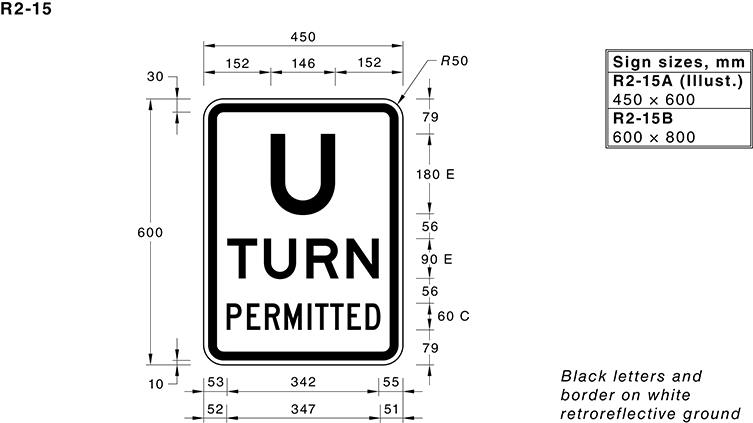 R2-15
450
152 146 152
R50
30
79
180 E
600
56
90 E
56
60 C
79
10
53 342 55
52 347 51
U
TURN
PERMITTED
Sign sizes, mm
R2-15A (Illust.)
450 × 600
R2-15B
600 × 800
Black letters and
border on white
retroreflective ground